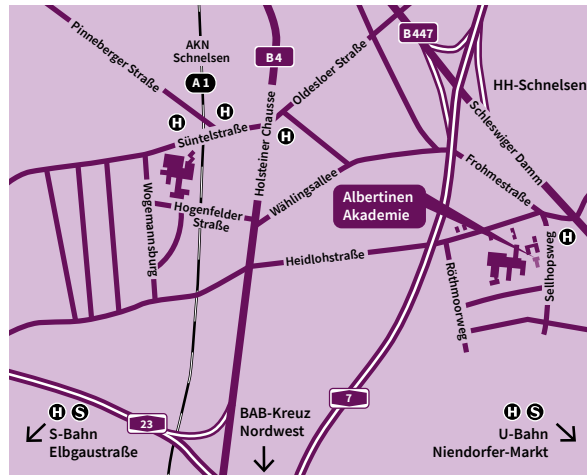 Pinneberger Straße
AKN
Schnelsen
A1
B4
Oldesloer Straße
B447
HH-Schnelsen
H
H
H
Süntelstraße
Holsteiner Chausse
Schleswiger Damm
Wogemannsburg
Hogenfelder
Straße
Wählingsallee
Frohmestraße
Albertinen
Akademie
H
Heidlohstraße
Röthmoorweg
Sellhopsweg
7
23
H S
S-Bahn
Elbgaustraße
BAB-Kreuz
Nordwest
H S
U-Bahn
Niendorfer-Markt